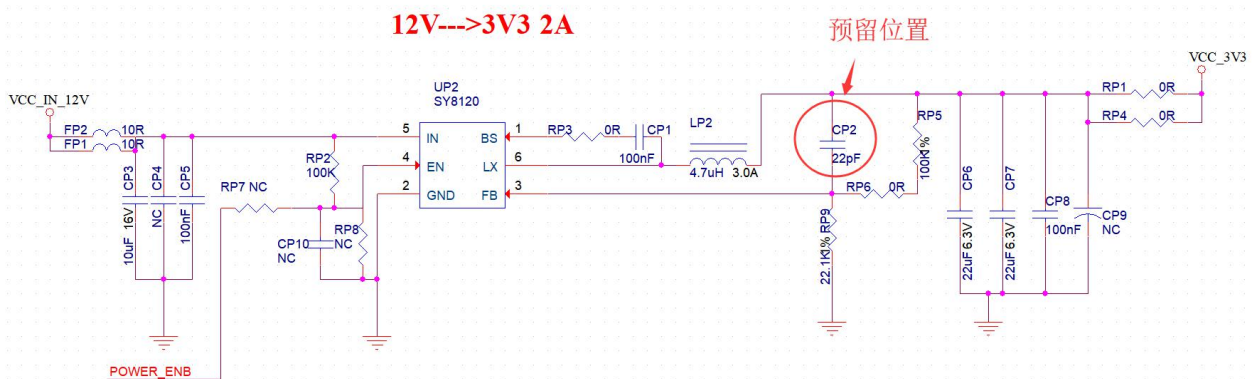 12V--->3V3 2A
预留位置
VCC_IN_12V
VCC_3V3
UP2
SY8120
FP2 10R
FP1 10R
5 IN BS 1
4 EN LX 6
2 GND FB 3
RP3 0R
CP1
100nF
LP2
4.7uH 3.0A
CP2
22pF
RP5
100K1%
RP6 0R
RP9
22.1K1%
RP1 0R
RP4 0R
RP2
100K
RP7 NC
RP8
NC
CP10
NC
CP3
10uF 16V
CP4
NC
CP5
100nF
CP6
22uF 6.3V
CP7
22uF 6.3V
CP8
100nF
CP9
NC
POWER_ENB